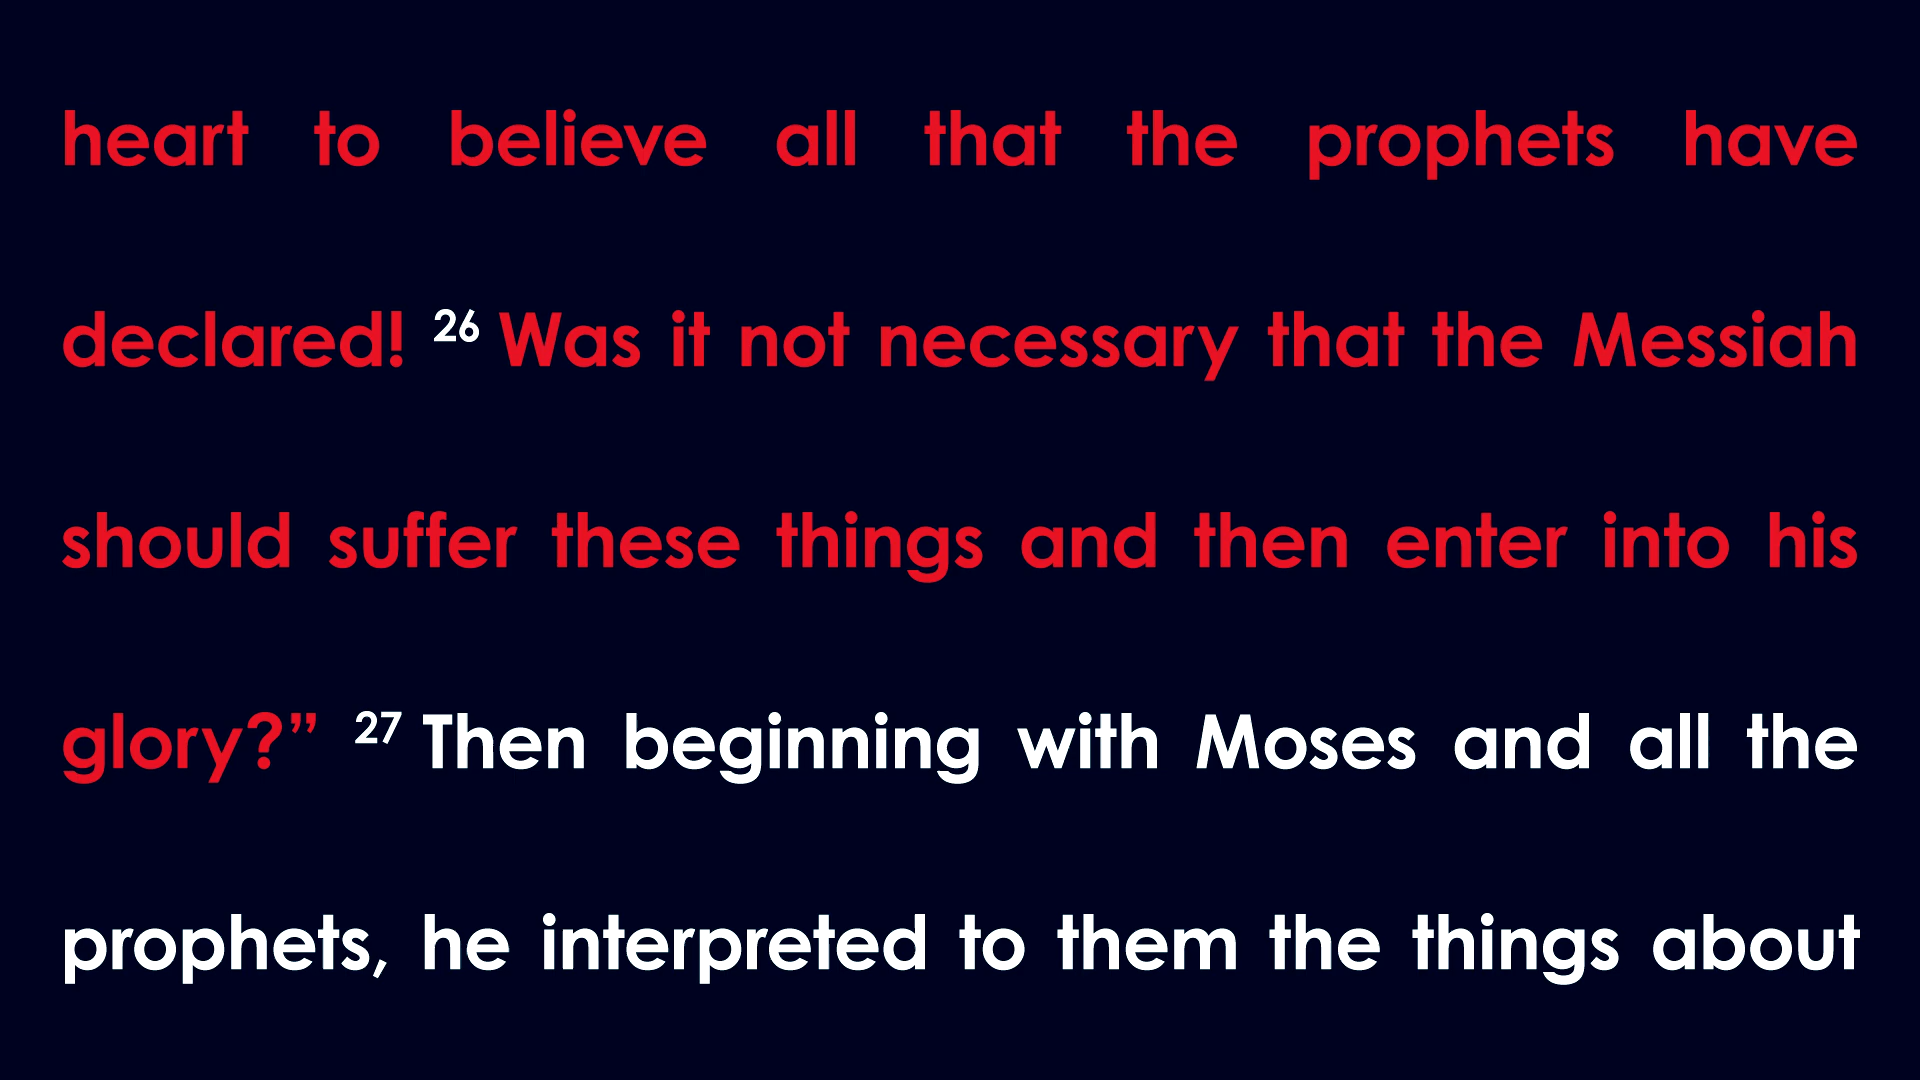 heart to believe all that the prophets have
declared! 26 Was it not necessary that the Messiah
should suffer these things and then enter into his
glory?” 27 Then beginning with Moses and all the
prophets, he interpreted to them the things about